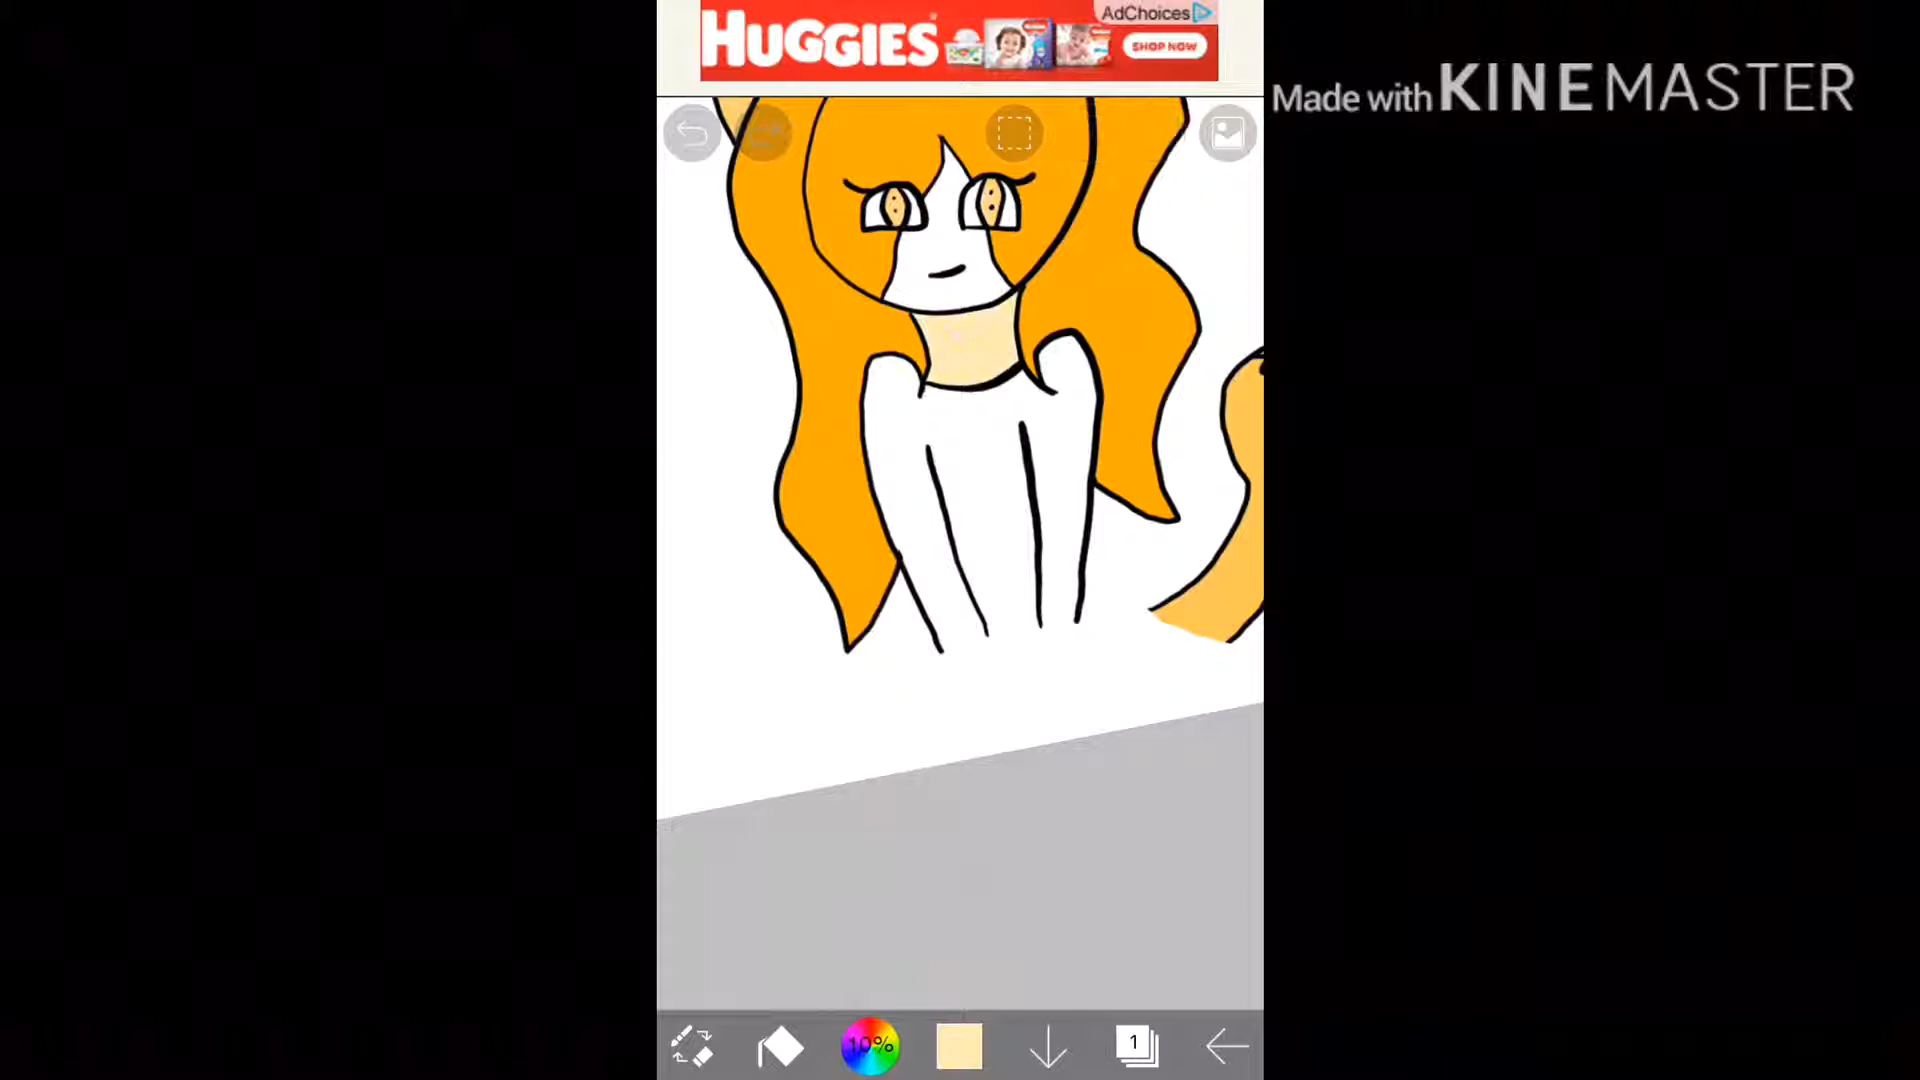 HUGGIES
AdChoices
SHOP NOW
Made with KINEMASTER
10%
1